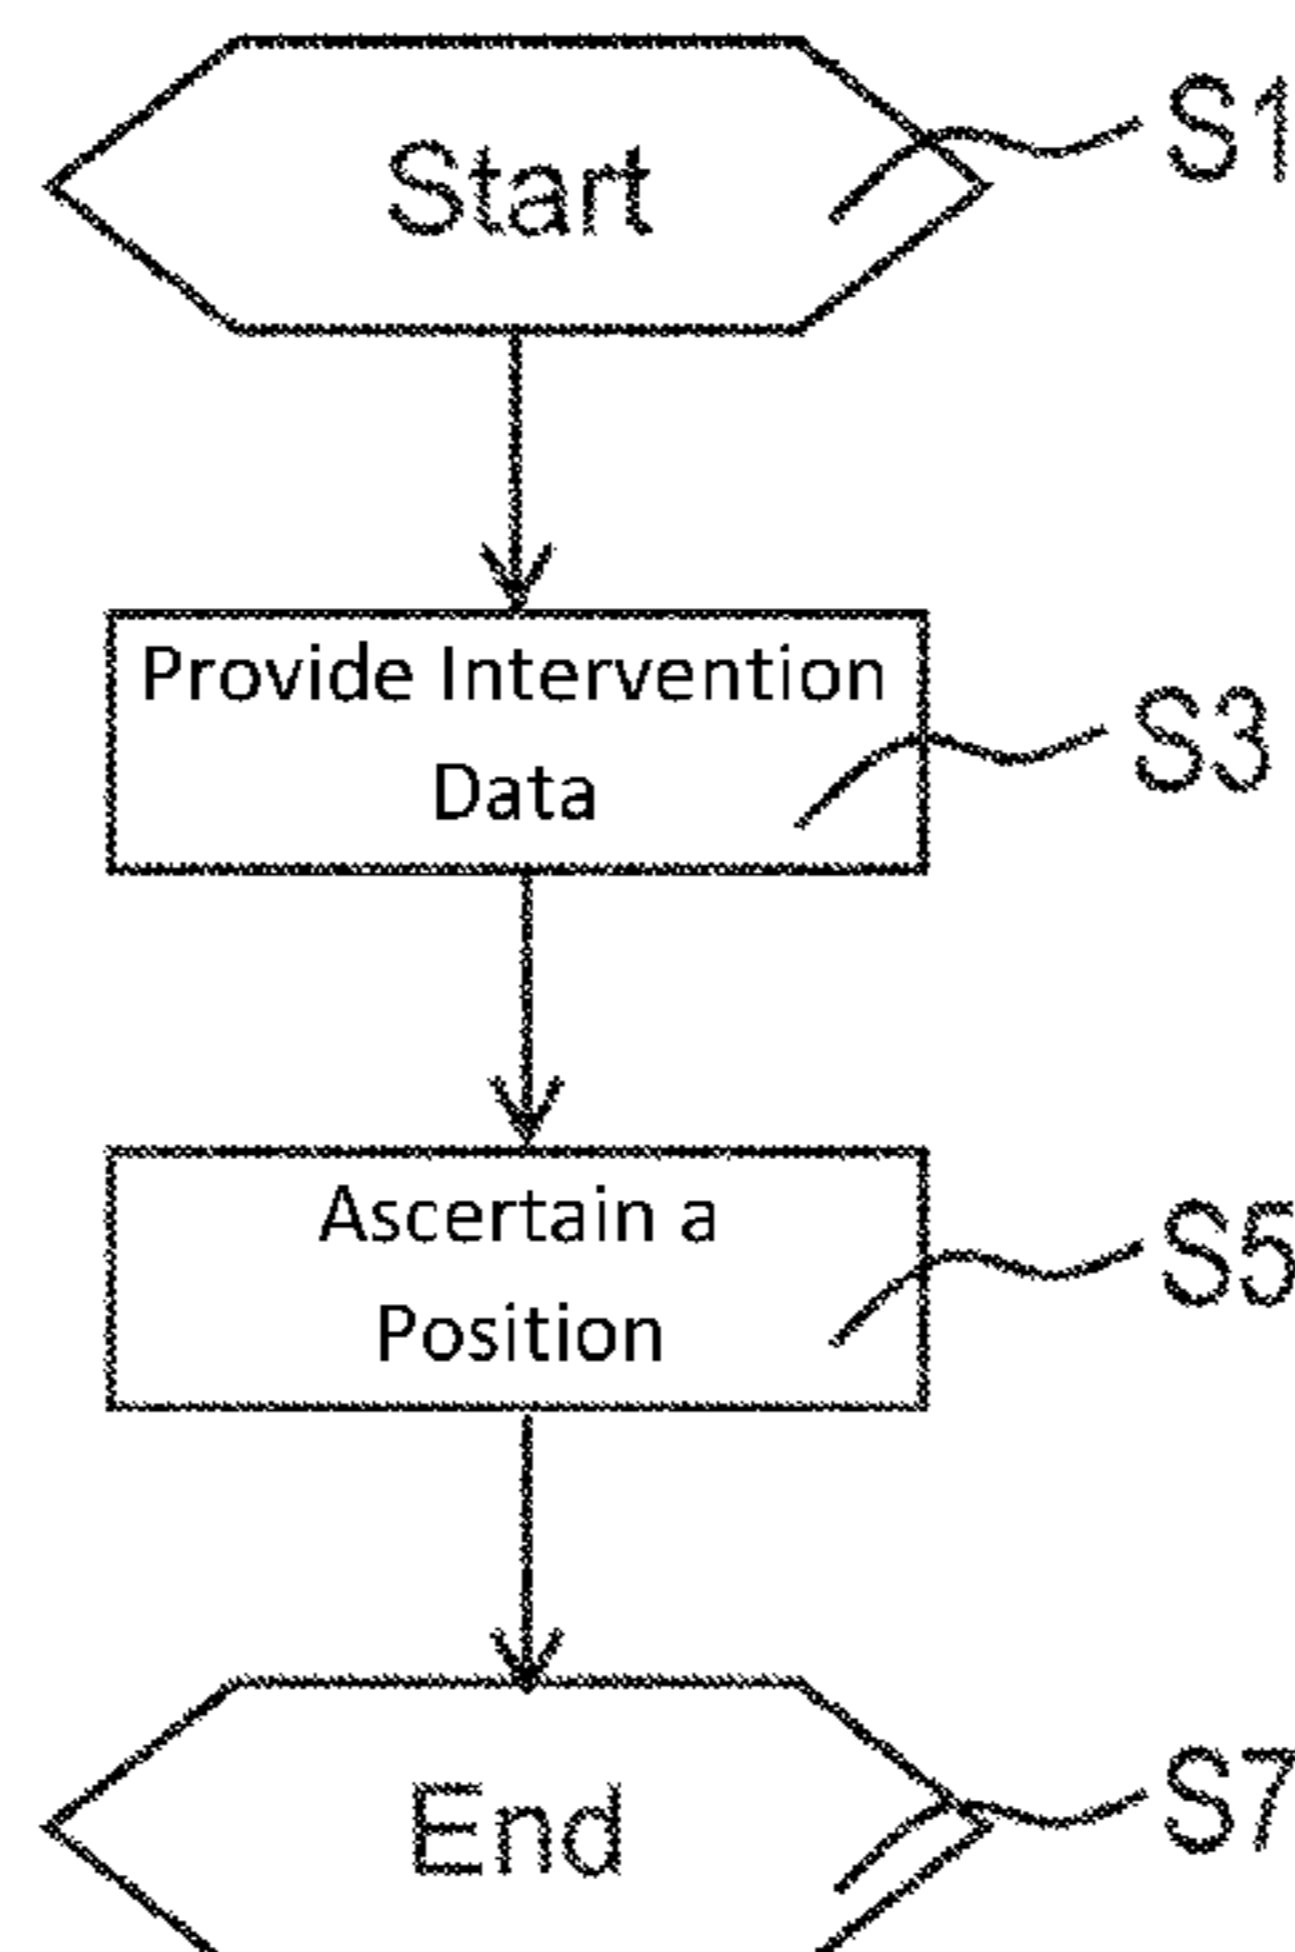 Start
S1
Provide Intervention
Data
S3
Ascertain a
Position
S5
End
S7